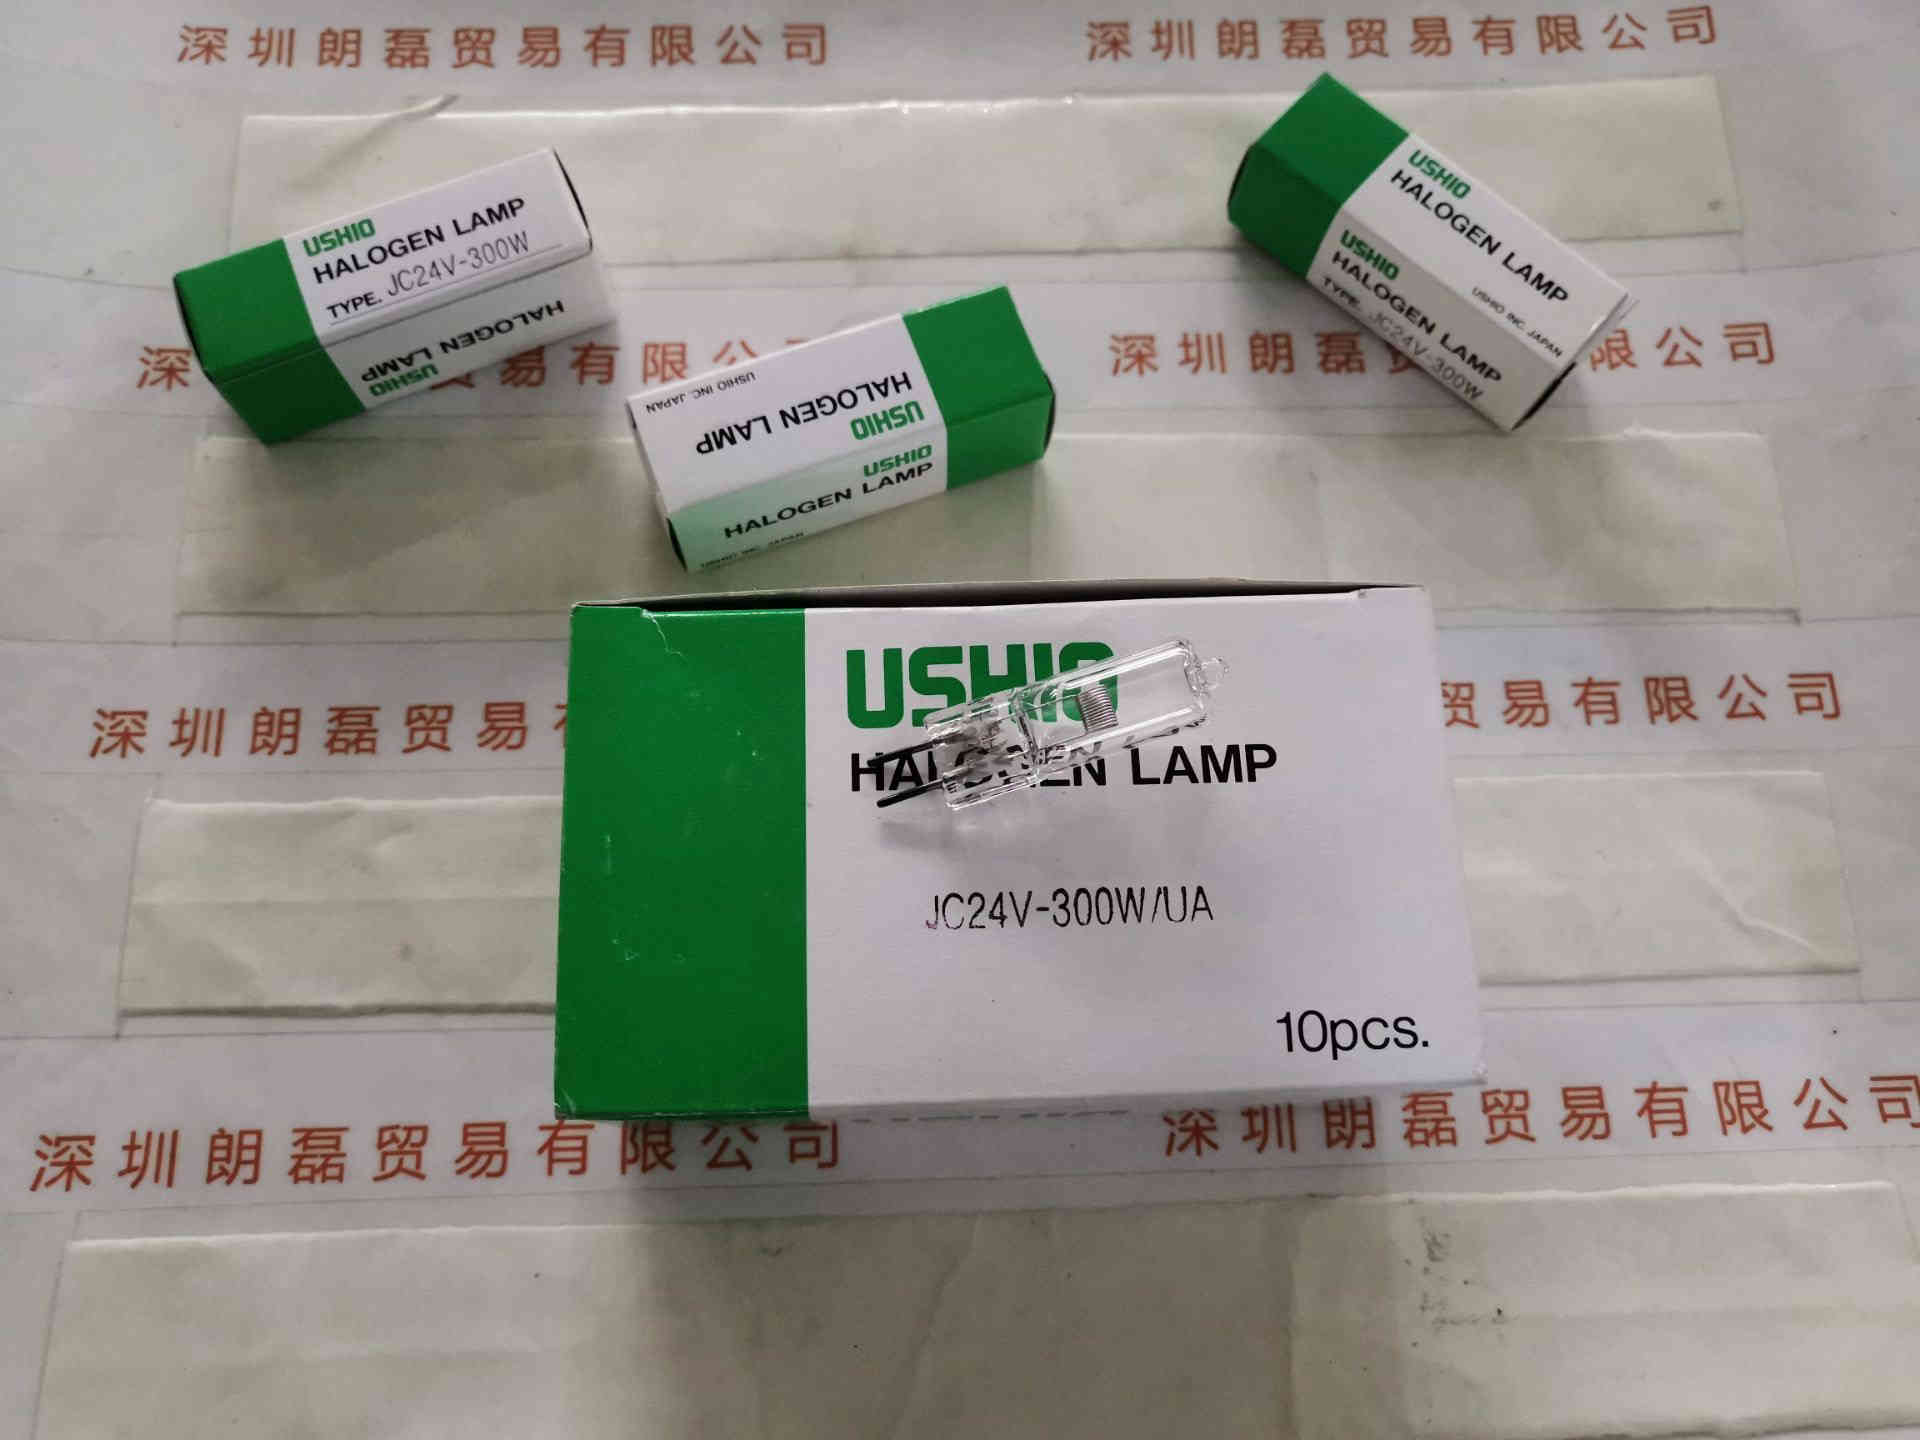 深圳朗磊贸易有限公司
深圳朗磊贸易有限公司
USHIO
HALOGEN LAMP
TYPE. JC24V-300W
HALOGEN LAMP
USHIO
USHIO
HALOGEN LAMP
USHIO INC. JAPAN
USHIO
HALOGEN LAMP
TYPE. JC24V-300W
USHIO
HALOGEN LAMP
USHIO INC. JAPAN
USHIO
HALOGEN LAMP
USHIO INC. JAPAN
深
贸易有限公
深圳朗磊
限公司
深圳朗磊贸易
贸易有限公司
USHIO
HALOGEN LAMP
JC24V-300W/UA
10pcs.
深圳朗磊贸易有限公司
深圳朗磊贸易有限公司